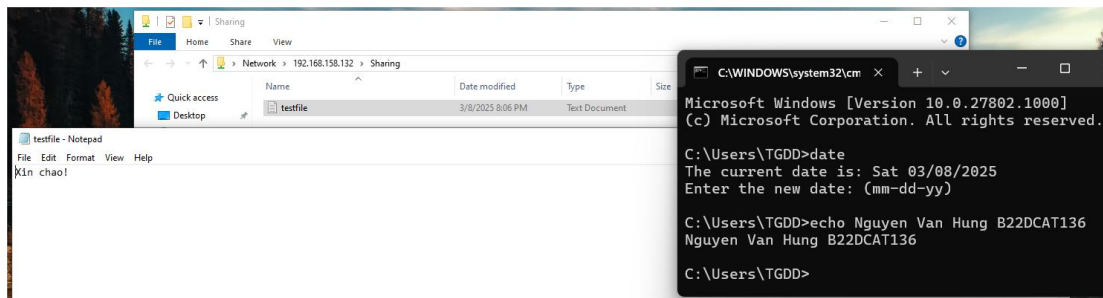 Sharing
File Home Share View
Network > 192.168.158.132 > Sharing
Name Date modified Type Size
Quick access
Desktop
testfile 3/8/2025 8:06 PM Text Document
testfile - Notepad
File Edit Format View Help
Xin chao!
C:\WINDOWS\system32\cm
Microsoft Windows [Version 10.0.27802.1000]
(c) Microsoft Corporation. All rights reserved.
C:\Users\TGDD>date
The current date is: Sat 03/08/2025
Enter the new date: (mm-dd-yy)
C:\Users\TGDD>echo Nguyen Van Hung B22DCAT136
Nguyen Van Hung B22DCAT136
C:\Users\TGDD>